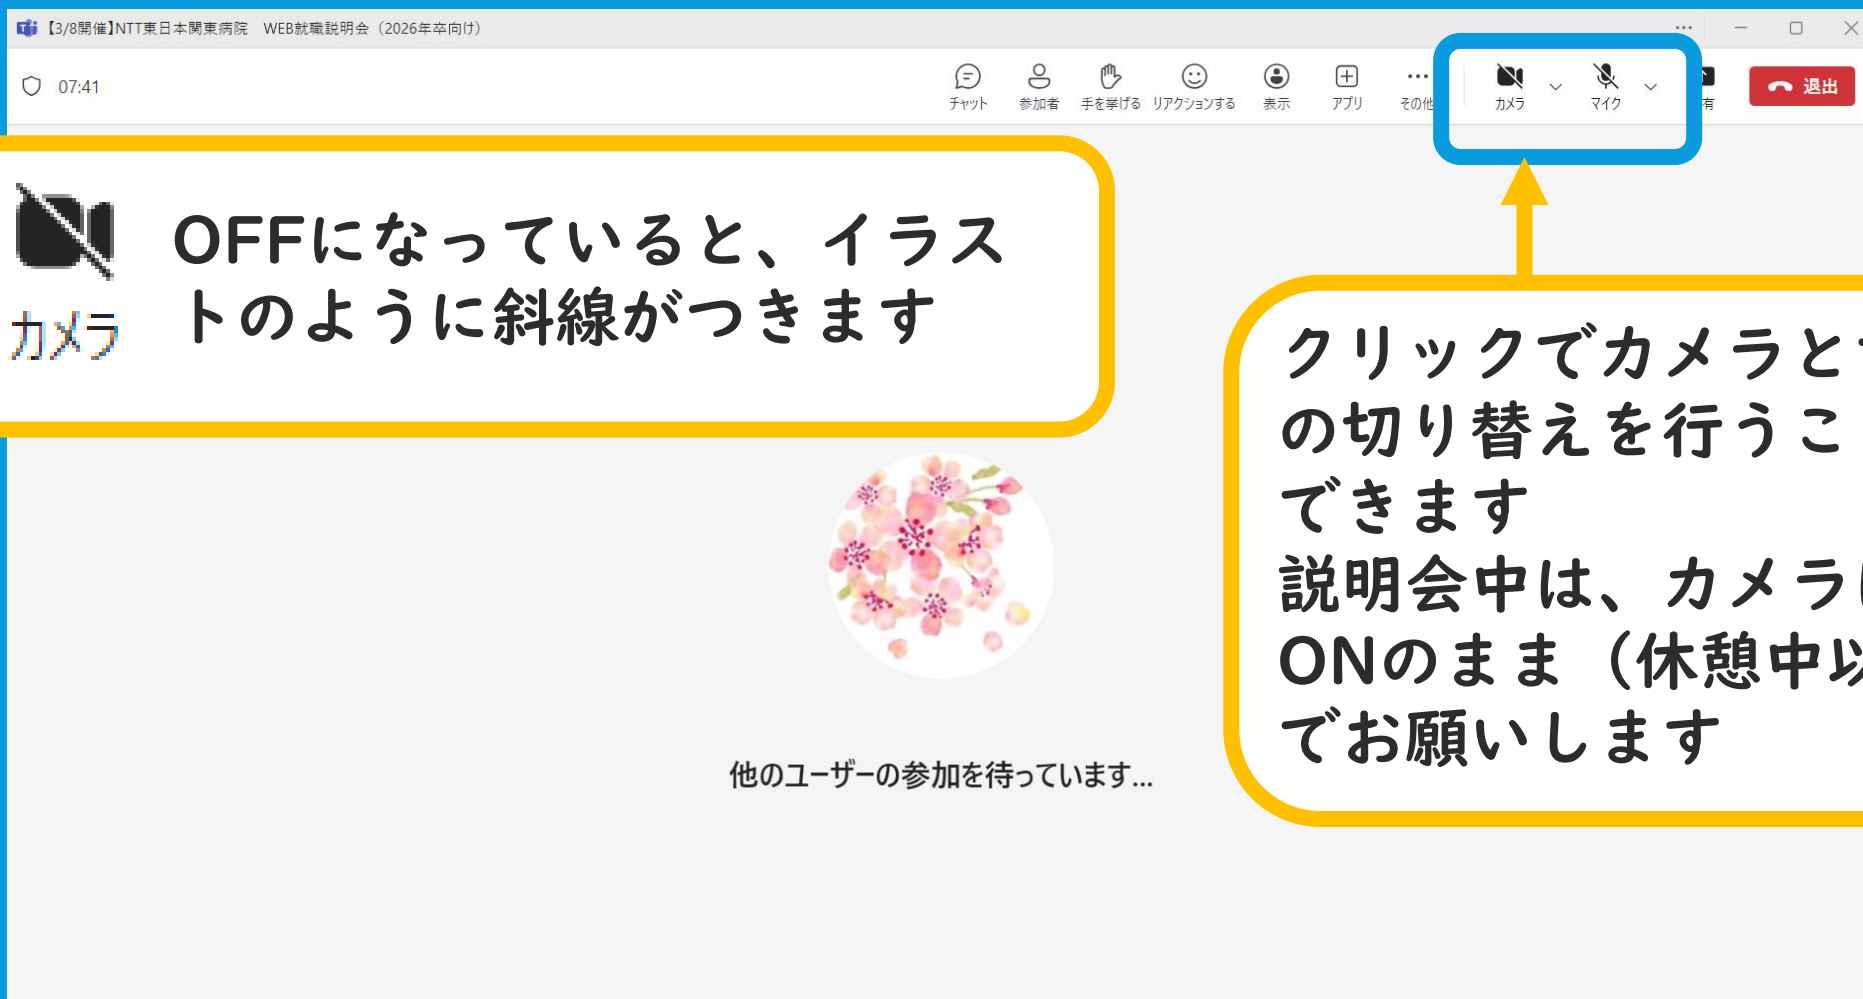 【3/8開催】NTT東日本関東病院　WEB就職説明会（2026年卒向け）
07:41
チャット 参加者 手を挙げる リアクションする 表示 アプリ その他 カメラ マイク 有 退出
OFFになっていると、イラス
トのように斜線がつきます
カメラ
クリックでカメラと
の切り替えを行うこ
できます
説明会中は、カメラ
ONのまま（休憩中以
でお願いします
他のユーザーの参加を待っています...